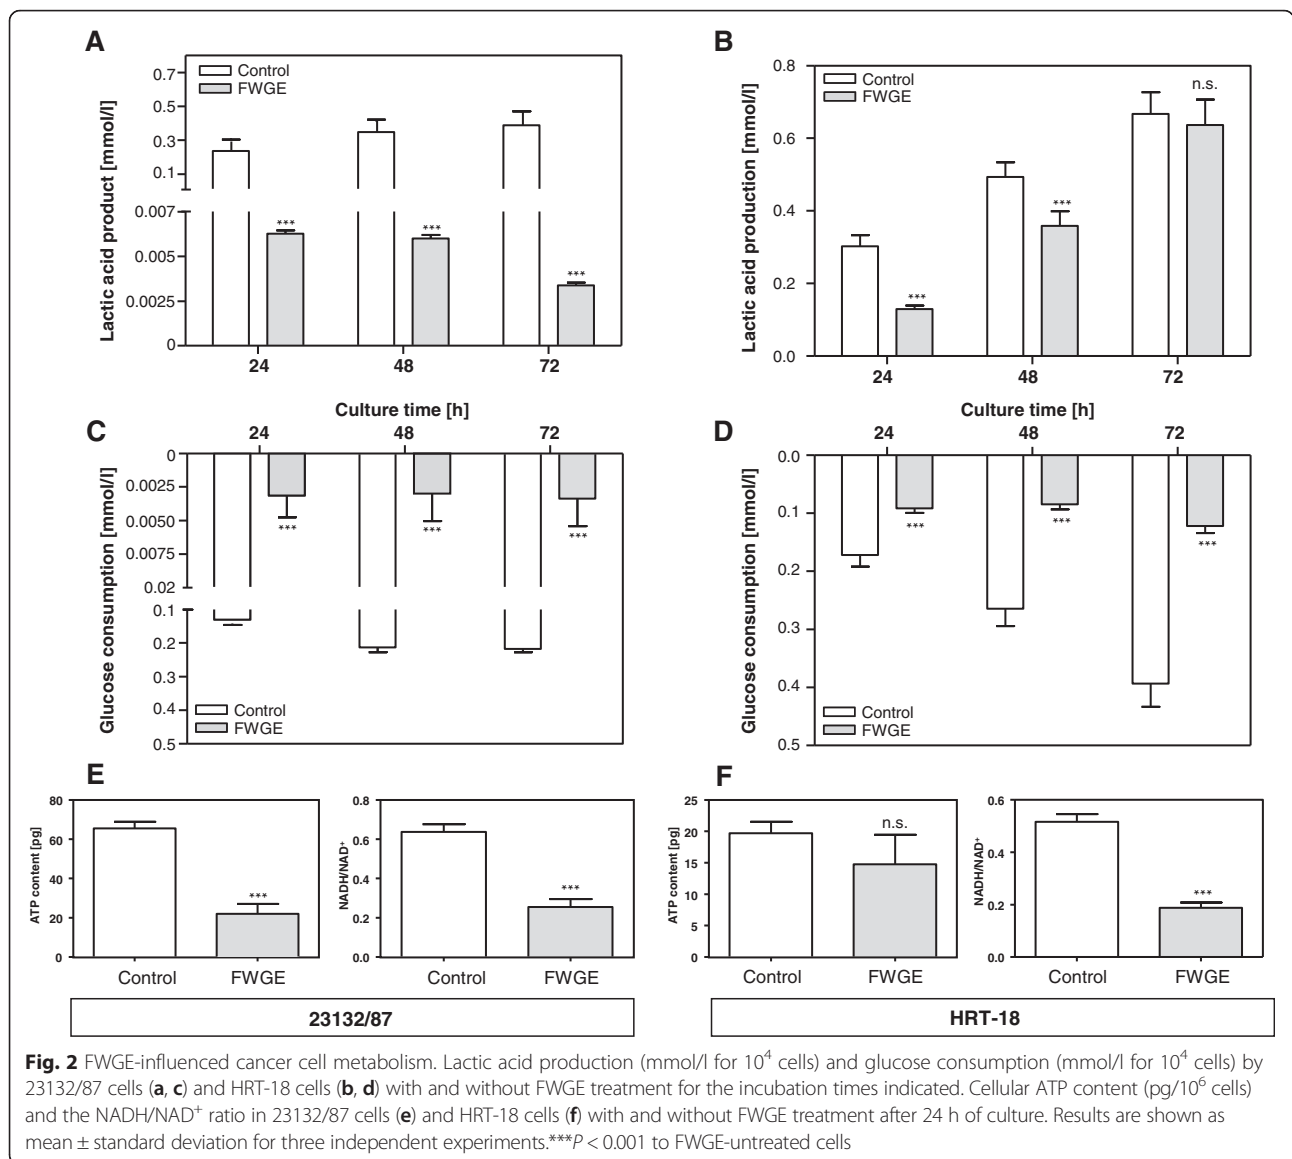 A
Lactic acid product [mmol/l]
0.7
0.5
0.3
0.1
0.007
0.005
0.0025
0
Control
FWGE
***
***
***
24
48
72
B
Lactic acid production [mmol/l]
0.8
0.6
0.4
0.2
0.0
Control
FWGE
***
***
n.s.
24
48
72
Culture time [h]
Culture time [h]
C
24
48
72
Glucose consumption [mmol/l]
0
0.0025
0.0050
0.0075
0.02
0.1
0.2
0.3
0.4
0.5
***
***
***
Control
FWGE
D
24
48
72
Glucose consumption [mmol/l]
0.0
0.1
0.2
0.3
0.4
0.5
***
***
***
Control
FWGE
E
ATP content [pg]
80
60
40
20
0
***
Control
FWGE
NADH/NAD⁺
0.8
0.6
0.4
0.2
0.0
***
Control
FWGE
23132/87
F
ATP content [pg]
25
20
15
10
5
0
n.s.
Control
FWGE
NADH/NAD⁺
0.6
0.4
0.2
0.0
***
Control
FWGE
HRT-18
Fig. 2 FWGE-influenced cancer cell metabolism. Lactic acid production (mmol/l for 10⁴ cells) and glucose consumption (mmol/l for 10⁴ cells) by
23132/87 cells (a, c) and HRT-18 cells (b, d) with and without FWGE treatment for the incubation times indicated. Cellular ATP content (pg/10⁶ cells)
and the NADH/NAD⁺ ratio in 23132/87 cells (e) and HRT-18 cells (f) with and without FWGE treatment after 24 h of culture. Results are shown as
mean ± standard deviation for three independent experiments.***P < 0.001 to FWGE-untreated cells